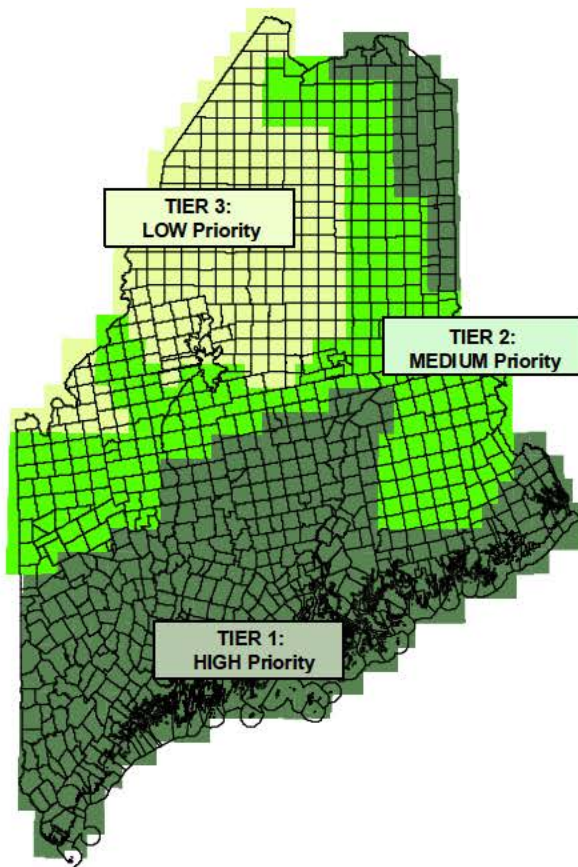 TIER 3:
LOW Priority
TIER 2:
MEDIUM Priority
TIER 1:
HIGH Priority